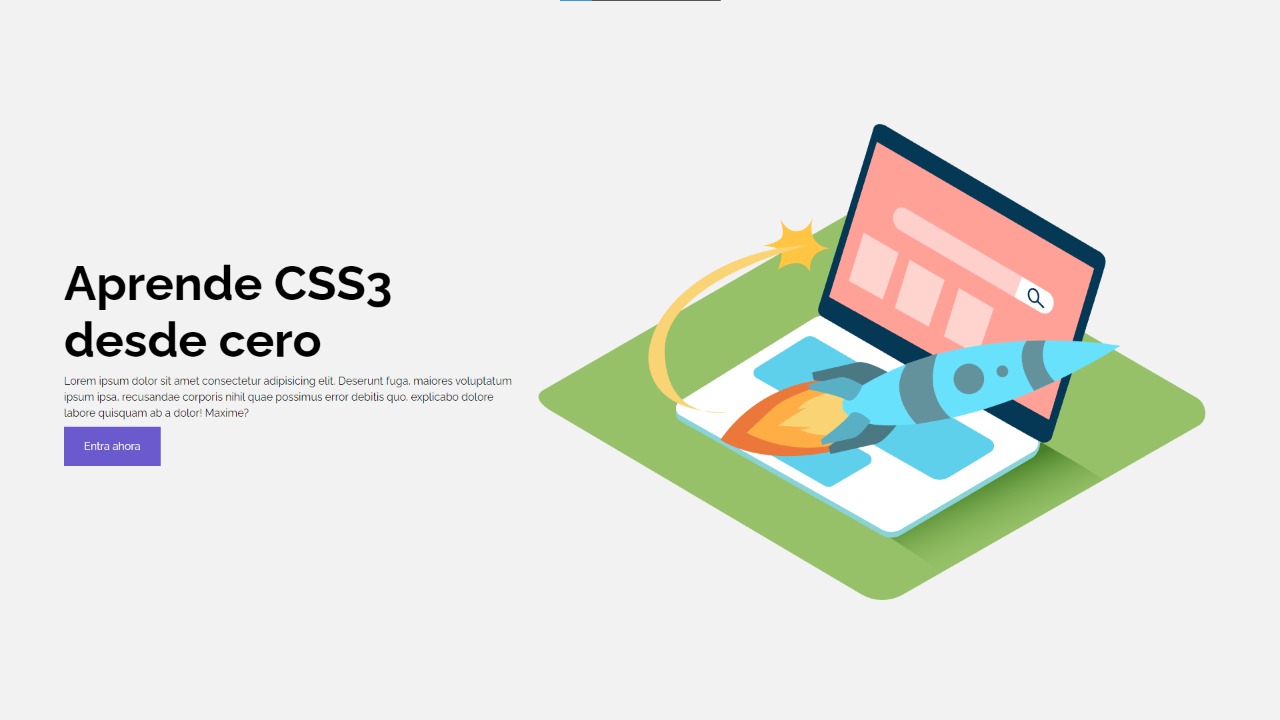 Aprende CSS3
desde cero
Lorem ipsum dolor sit amet consectetur adipisicing elit. Deserunt fuga, maiores voluptatum
ipsum ipsa, recusandae corporis nihil quae possimus error debitis quo, explicabo dolore
labore quisquam ab a dolor! Maxime?
Entra ahora